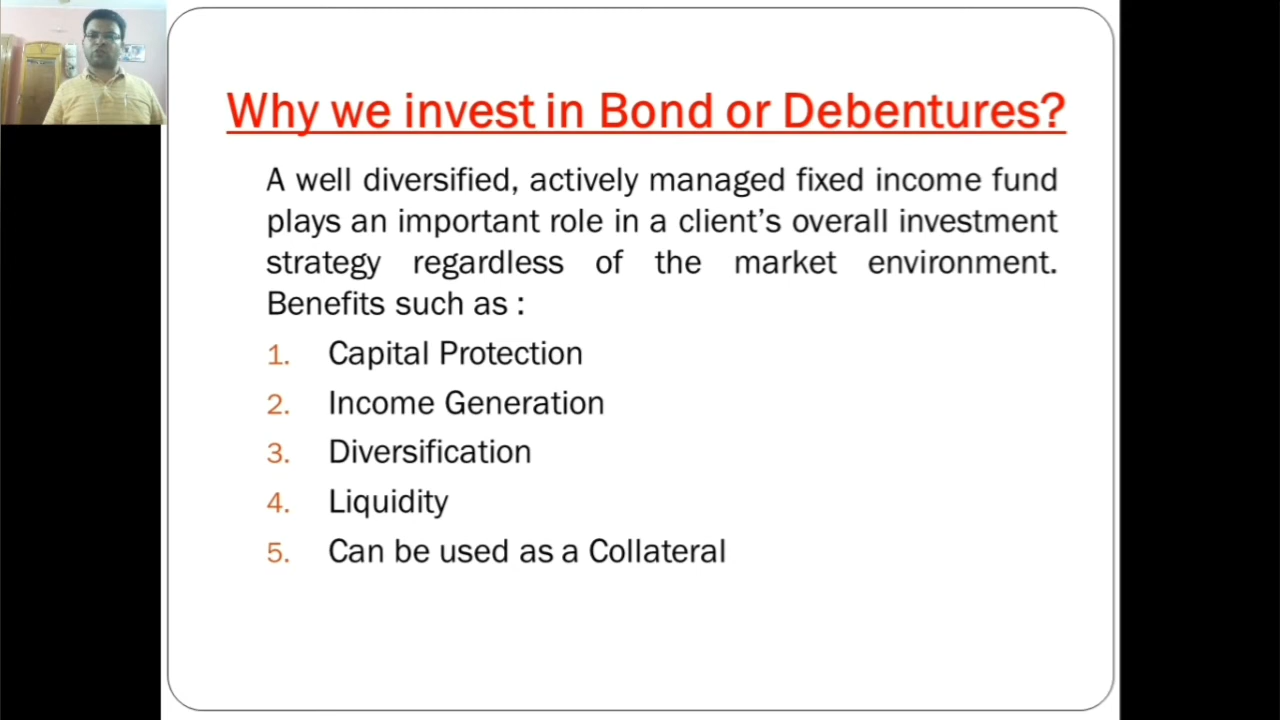 Why we invest in Bond or Debentures?
A well diversified, actively managed fixed income fund
plays an important role in a client’s overall investment
strategy regardless of the market environment.
Benefits such as :
1. Capital Protection
2. Income Generation
3. Diversification
4. Liquidity
5. Can be used as a Collateral